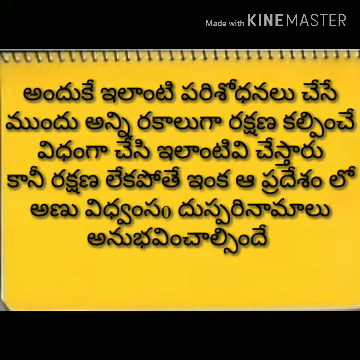 Made with KINEMASTER
అందుకే ఇలాంటి పరిశోధనలు చేసే
ముందు అన్ని రకాలుగా రక్షణ కల్పించే
విధంగా చేసి ఇలాంటివి చేస్తారు
కానీ రక్షణ లేకపోతే ఇంక ఆ ప్రదేశం లో
అణు విధ్వంసం దుస్పరినామాలు
అనుభవించాల్సిందే